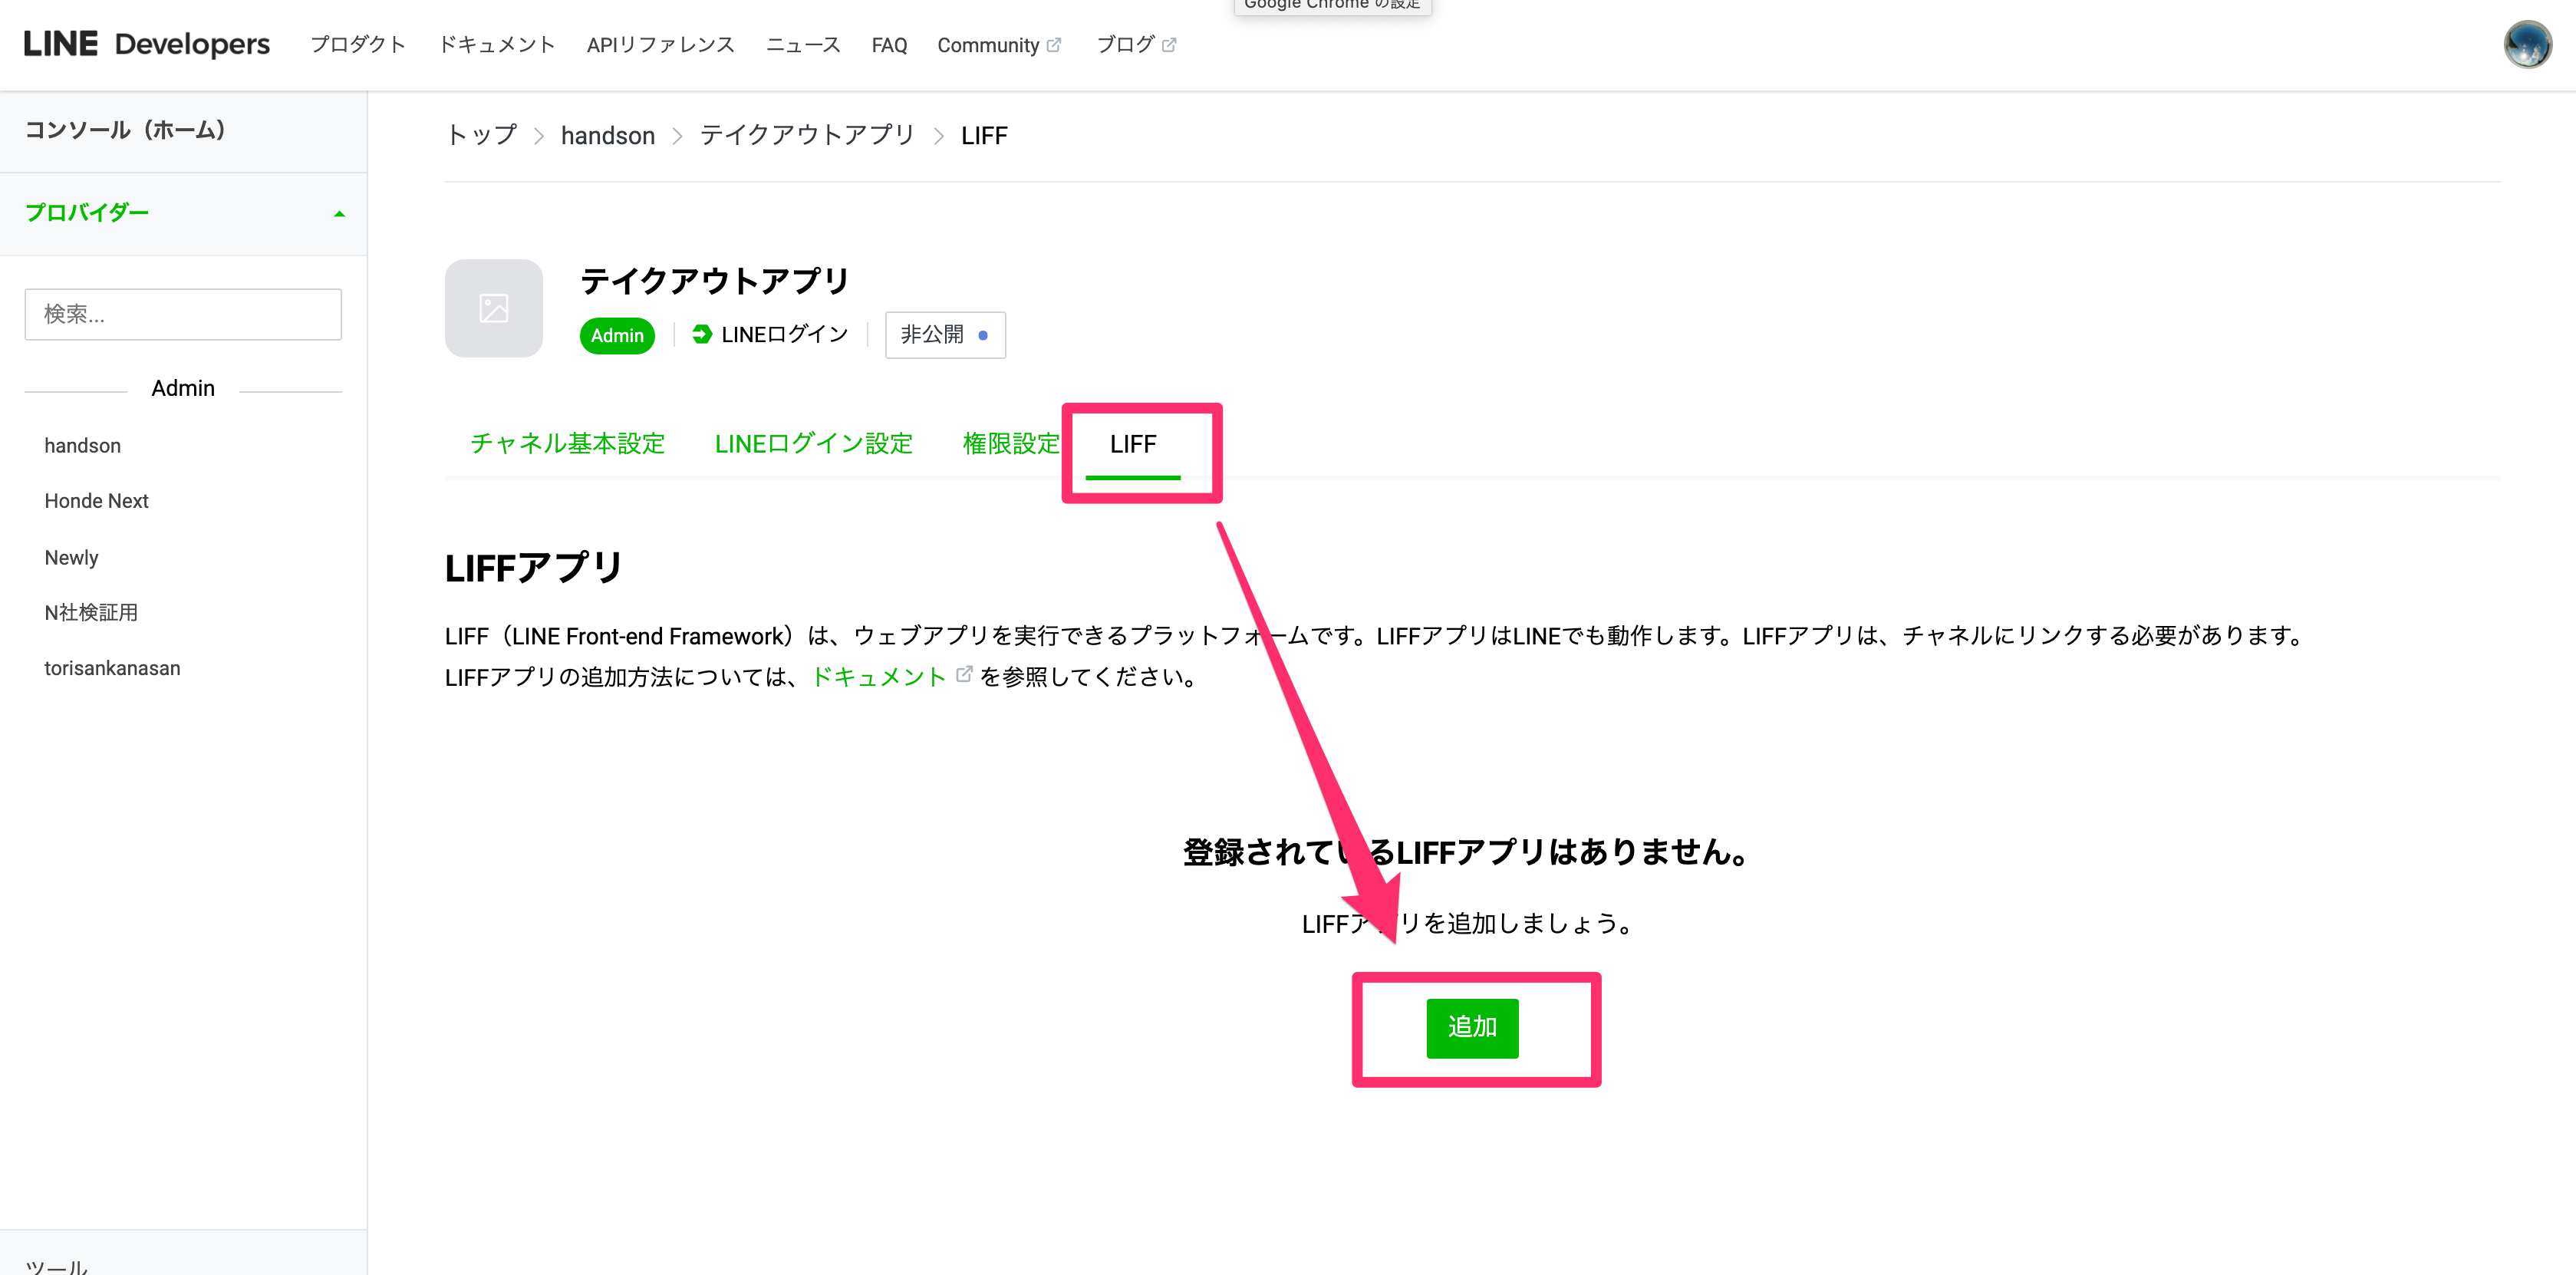 Google Chrome の設定
LINE Developers プロダクト ドキュメント APIリファレンス ニュース FAQ Community ブログ
コンソール（ホーム）
プロバイダー
検索...
Admin
handson
Honde Next
Newly
N社検証用
torisankanasan
ツール
トップ > handson > テイクアウトアプリ > LIFF
テイクアウトアプリ
Admin LINEログイン 非公開
チャネル基本設定 LINEログイン設定 権限設定 LIFF
LIFFアプリ
LIFF（LINE Front-end Framework）は、ウェブアプリを実行できるプラットフォームです。LIFFアプリはLINEでも動作します。LIFFアプリは、チャネルにリンクする必要があります。
LIFFアプリの追加方法については、ドキュメント を参照してください。
登録されているLIFFアプリはありません。
LIFFアプリを追加しましょう。
追加